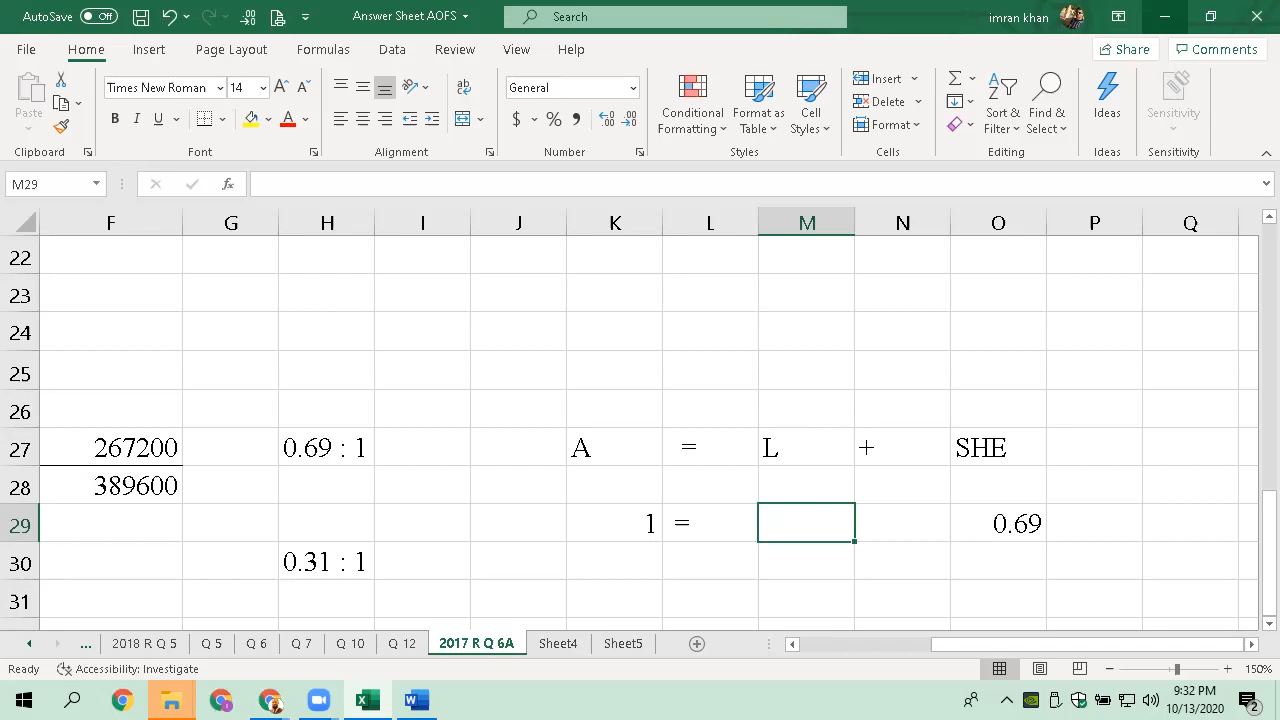 AutoSave Off Answer Sheet AOFS Search imran khan
File Home Insert Page Layout Formulas Data Review View Help Share Comments
Paste Times New Roman 14 General Conditional Formatting Format as Table Cell Styles Insert Delete Format Sort & Filter Find & Select Ideas Sensitivity
Clipboard Font Alignment Number Styles Cells Editing Ideas Sensitivity
M29 fx
F G H I J K L M N O P Q
22
23
24
25
26
27 267200 0.69 : 1 A = L + SHE
28 389600
29 1 = 0.69
30 0.31 : 1
31
... 2018 R Q 5 Q 5 Q 6 Q 7 Q 10 Q 12 2017 R Q 6A Sheet4 Sheet5
Ready Accessibility: Investigate 150%
9:32 PM
10/13/2020
2